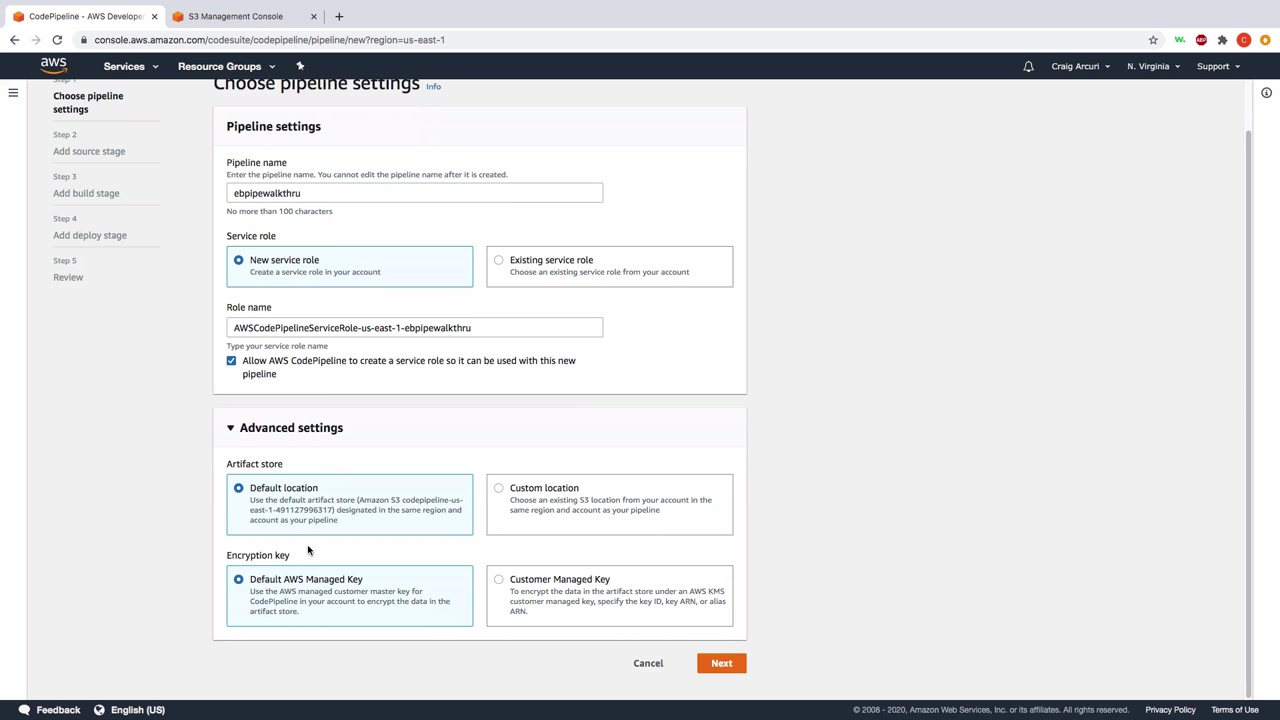 CodePipeline - AWS Developer
S3 Management Console
console.aws.amazon.com/codesuite/codepipeline/pipeline/new?region=us-east-1
aws
Services
Resource Groups
Craig Arcuri
N. Virginia
Support
Step 1
Choose pipeline
settings
Step 2
Add source stage
Step 3
Add build stage
Step 4
Add deploy stage
Step 5
Review
Choose pipeline settings
Info
Pipeline settings
Pipeline name
Enter the pipeline name. You cannot edit the pipeline name after it is created.
ebpipewalkthru
No more than 100 characters
Service role
New service role
Create a service role in your account
Existing service role
Choose an existing service role from your account
Role name
AWSCodePipelineServiceRole-us-east-1-ebpipewalkthru
Type your service role name
Allow AWS CodePipeline to create a service role so it can be used with this new
pipeline
Advanced settings
Artifact store
Default location
Use the default artifact store (Amazon S3 codepipeline-us-
east-1-491127996317) designated in the same region and
account as your pipeline
Custom location
Choose an existing S3 location from your account in the
same region and account as your pipeline
Encryption key
Default AWS Managed Key
Use the AWS managed customer master key for
CodePipeline in your account to encrypt the data in the
artifact store.
Customer Managed Key
To encrypt the data in the artifact store under an AWS KMS
customer managed key, specify the key ID, key ARN, or alias
ARN.
Cancel
Next
Feedback
English (US)
© 2008 - 2020, Amazon Web Services, Inc. or its affiliates. All rights reserved.
Privacy Policy
Terms of Use